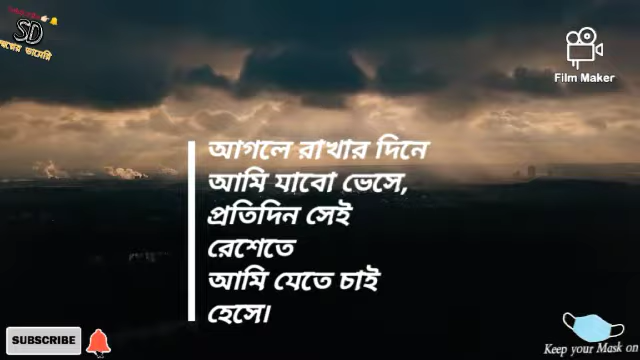 SD
ডায়েরি
Film Maker
আগলে রাখার দিনে
আমি যাবো ভেসে,
প্রতিদিন সেই
রেশেতে
আমি যেতে চাই
হেসে।
SUBSCRIBE
Keep your Mask on